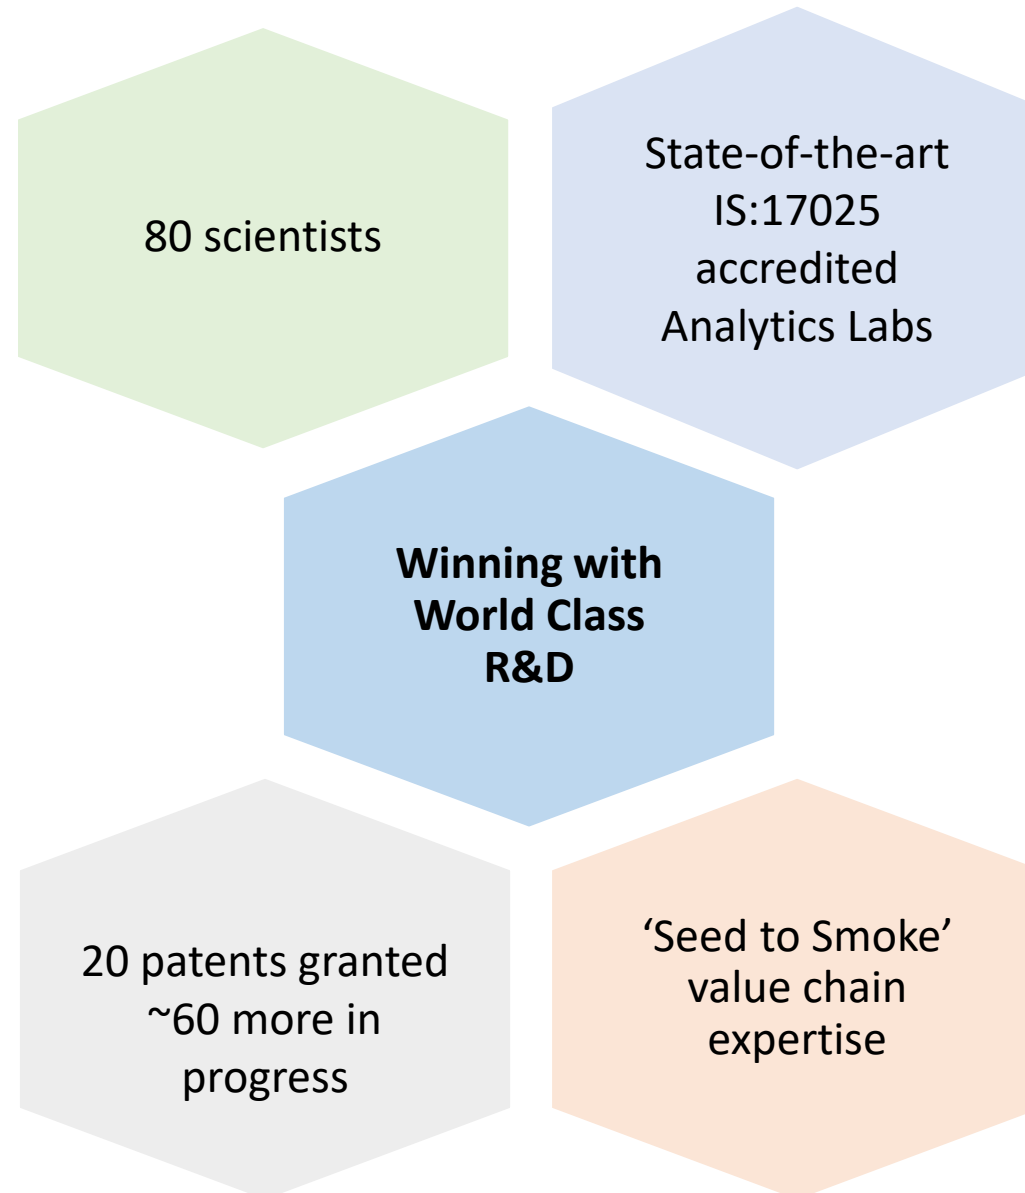 80 scientists
State-of-the-art
IS:17025
accredited
Analytics Labs
Winning with
World Class
R&D
20 patents granted
~60 more in
progress
‘Seed to Smoke’
value chain
expertise